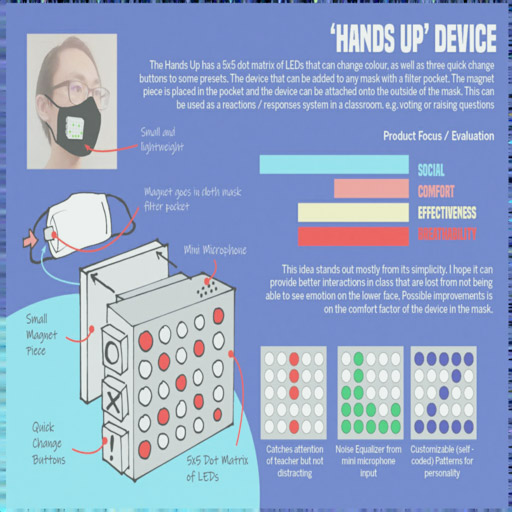 'HANDS UP' DEVICE
The Hands Up has a 5x5 dot matrix of LEDs that can change colour, as well as three quick change
buttons to some presets. The device that can be added to any mask with a filter pocket. The magnet
piece is placed in the pocket and the device can be attached onto the outside of the mask. This can
be used as a reactions / responses system in a classroom, e.g. voting or raising questions
Small and
lightweight
Product Focus / Evaluation
SOCIAL
COMFORT
EFFECTIVENESS
BREATHABILITY
Magnet goes in cloth mask
filter pocket
Mini Microphone
This idea stands out mostly from its simplicity. I hope it can
provide better interactions in class that are lost from not being
able to see emotion on the lower face. Possible improvements is
on the comfort factor of the device in the mask.
Small
Magnet
Piece
X
!
Quick
Change
Buttons
5x5 Dot Matrix
of LEDs
Catches attention
of teacher but not
distracting
Noise Equalizer from
mini microphone
input
Customizable (self -
coded) Patterns for
personality